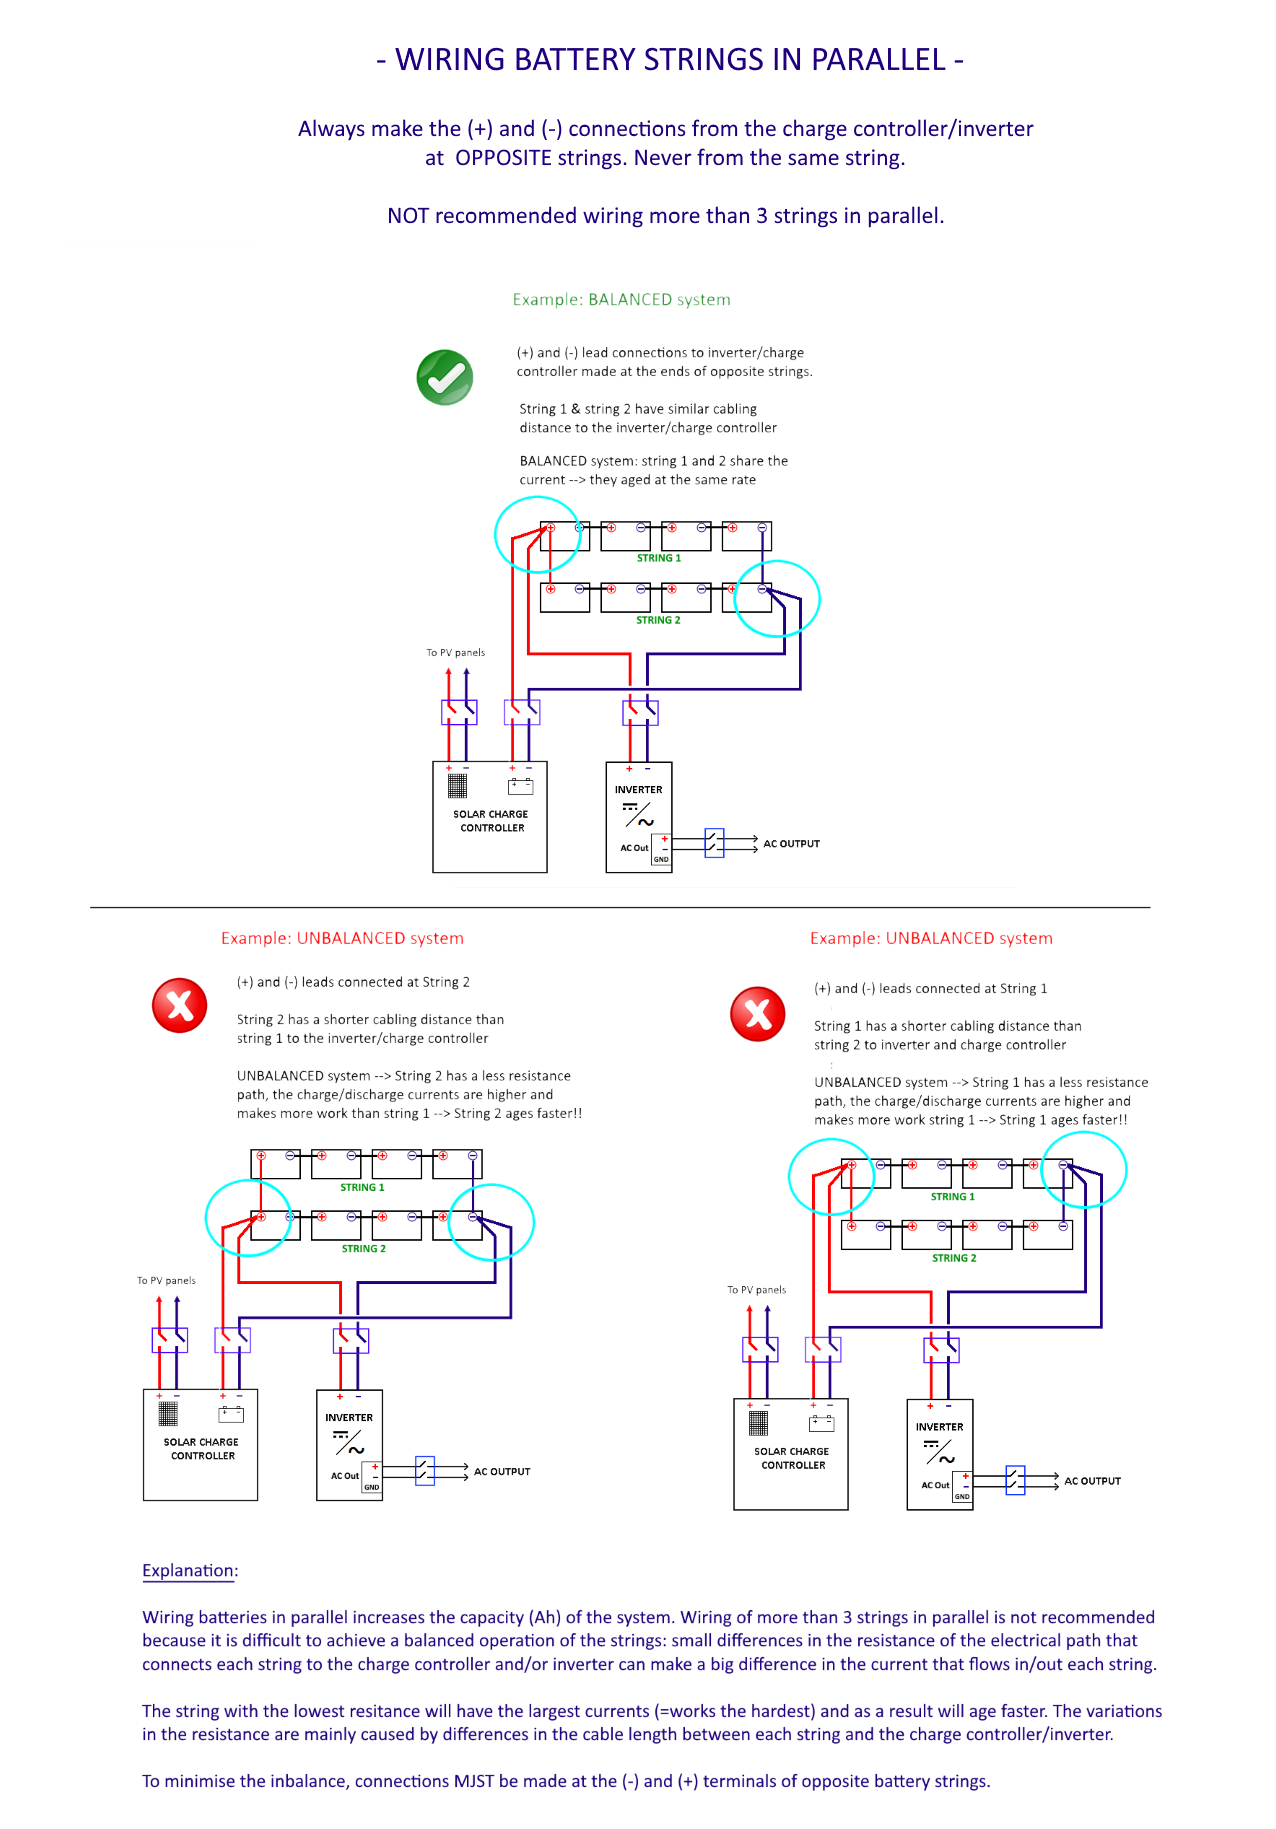 - WIRING BATTERY STRINGS IN PARALLEL -
Always make the (+) and (-) connections from the charge controller/inverter
at  OPPOSITE strings. Never from the same string.
NOT recommended wiring more than 3 strings in parallel.
Example: BALANCED system
(+) and (-) lead connections to inverter/charge
controller made at the ends of opposite strings.
String 1 & string 2 have similar cabling
distance to the inverter/charge controller
BALANCED system: string 1 and 2 share the
current --> they aged at the same rate
STRING 1
STRING 2
To PV panels
+ − + − + −
SOLAR CHARGE
CONTROLLER
INVERTER
AC Out
+
−
GND
AC OUTPUT
Example: UNBALANCED system
(+) and (-) leads connected at String 2
String 2 has a shorter cabling distance than
string 1 to the inverter/charge controller
UNBALANCED system --> String 2 has a less resistance
path, the charge/discharge currents are higher and
makes more work than string 1 --> String 2 ages faster!!
STRING 1
STRING 2
To PV panels
+ − + − + −
SOLAR CHARGE
CONTROLLER
INVERTER
AC Out
+
−
GND
AC OUTPUT
Example: UNBALANCED system
(+) and (-) leads connected at String 1
String 1 has a shorter cabling distance than
string 2 to inverter and charge controller
UNBALANCED system --> String 1 has a less resistance
path, the charge/discharge currents are higher and
makes more work string 1 --> String 1 ages faster!!
STRING 1
STRING 2
To PV panels
+ − + − + −
SOLAR CHARGE
CONTROLLER
INVERTER
AC Out
+
−
GND
AC OUTPUT
Explanation:
Wiring batteries in parallel increases the capacity (Ah) of the system. Wiring of more than 3 strings in parallel is not recommended
because it is difficult to achieve a balanced operation of the strings: small differences in the resistance of the electrical path that
connects each string to the charge controller and/or inverter can make a big difference in the current that flows in/out each string.
The string with the lowest resitance will have the largest currents (=works the hardest) and as a result will age faster. The variations
in the resistance are mainly caused by differences in the cable length between each string and the charge controller/inverter.
To minimise the inbalance, connections MJST be made at the (-) and (+) terminals of opposite battery strings.